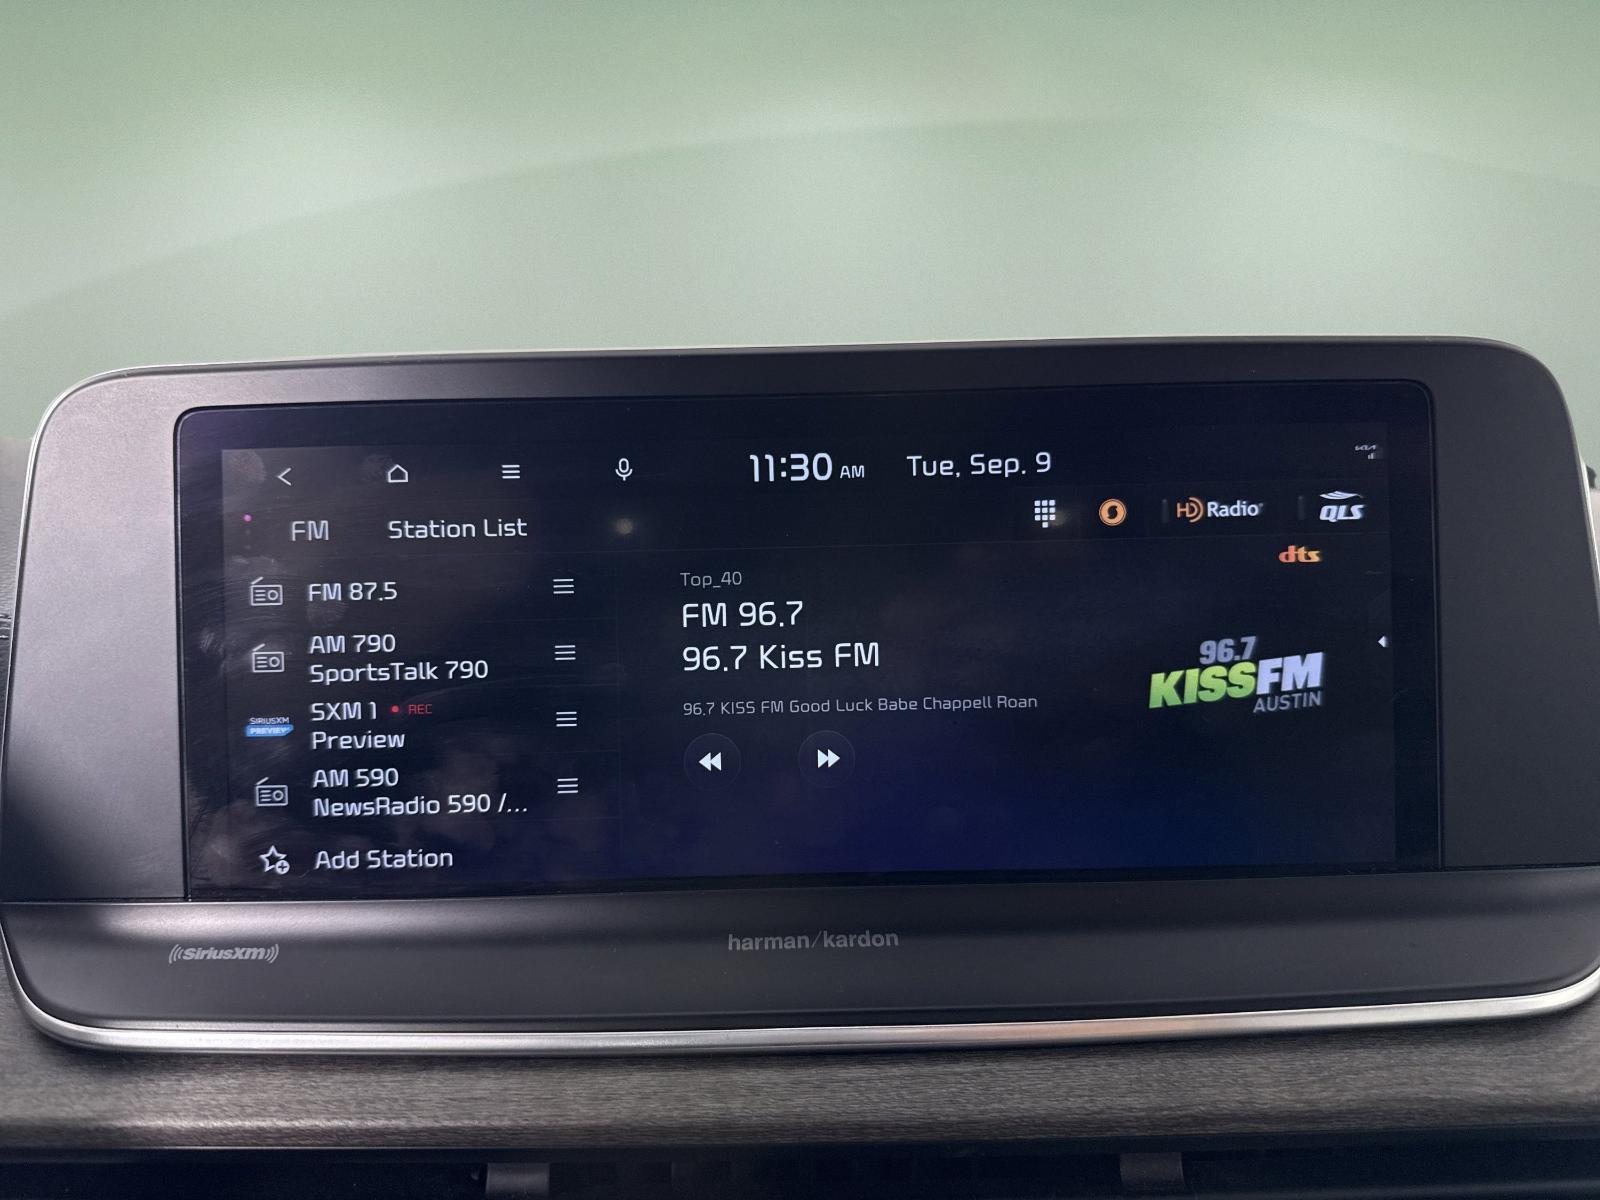 11:30 AM Tue, Sep. 9
HD Radio QLS
FM Station List
dts
FM 87.5
AM 790
SportsTalk 790
SIRIUSXM
PREVIEW
SXM 1 • REC
Preview
AM 590
NewsRadio 590 /...
Add Station
Top_40
FM 96.7
96.7 Kiss FM
96.7 KISS FM Good Luck Babe Chappell Roan
96.7
KISSFM
AUSTIN
((SiriusXM))
harman/kardon